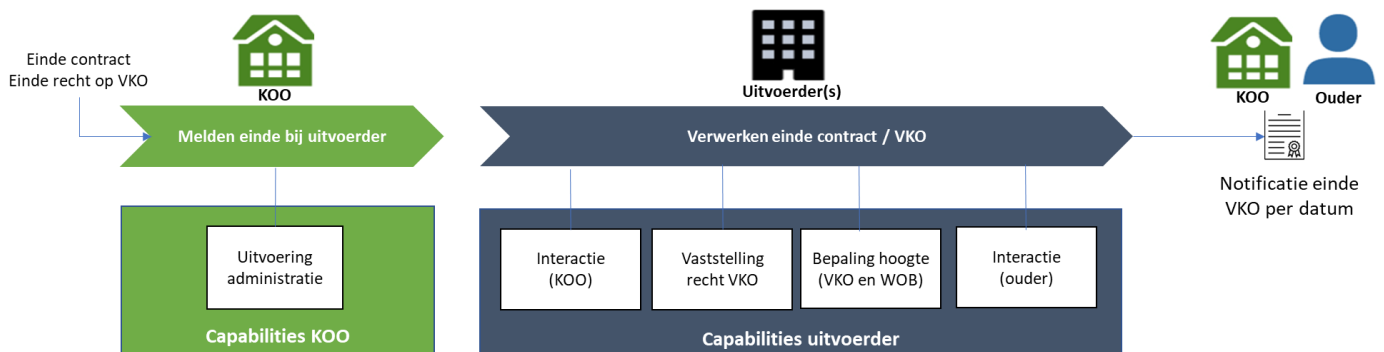 Einde contract
Einde recht op VKO
KOO
Melden einde bij uitvoerder
Uitvoering
administratie
Capabilities KOO
Uitvoerder(s)
Verwerken einde contract / VKO
Interactie
(KOO)
Vaststelling
recht VKO
Bepaling hoogte
(VKO en WOB)
Interactie
(ouder)
Capabilities uitvoerder
KOO
Ouder
Notificatie einde
VKO per datum